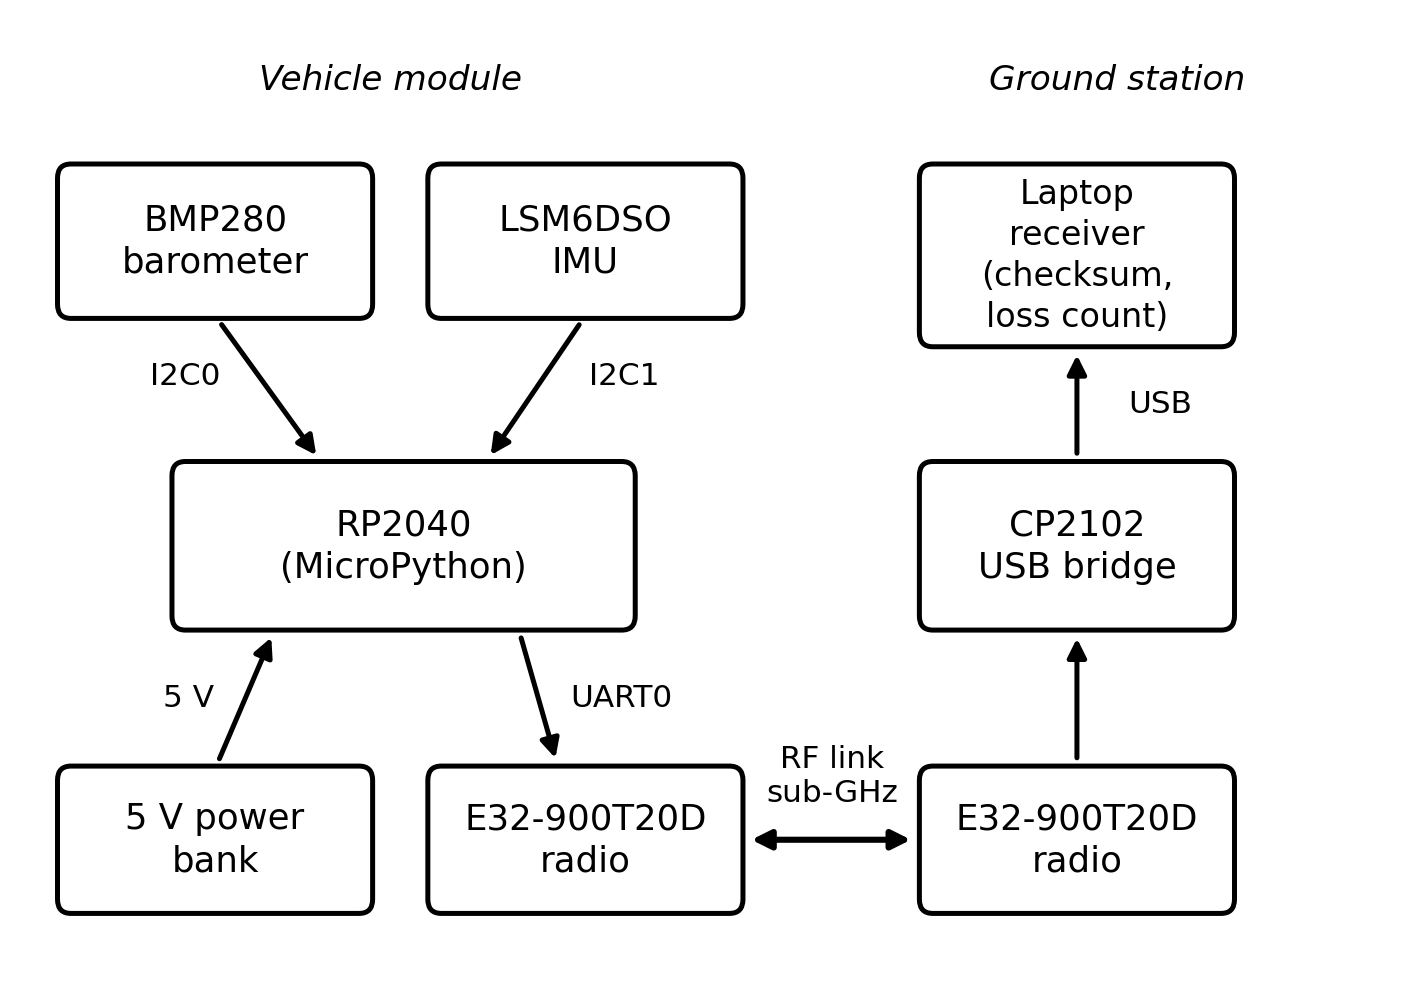 Vehicle module
Ground station
BMP280
barometer
LSM6DSO
IMU
Laptop
receiver
(checksum,
loss count)
I2C0
I2C1
USB
RP2040
(MicroPython)
CP2102
USB bridge
5 V
UART0
RF link
sub-GHz
5 V power
bank
E32-900T20D
radio
E32-900T20D
radio